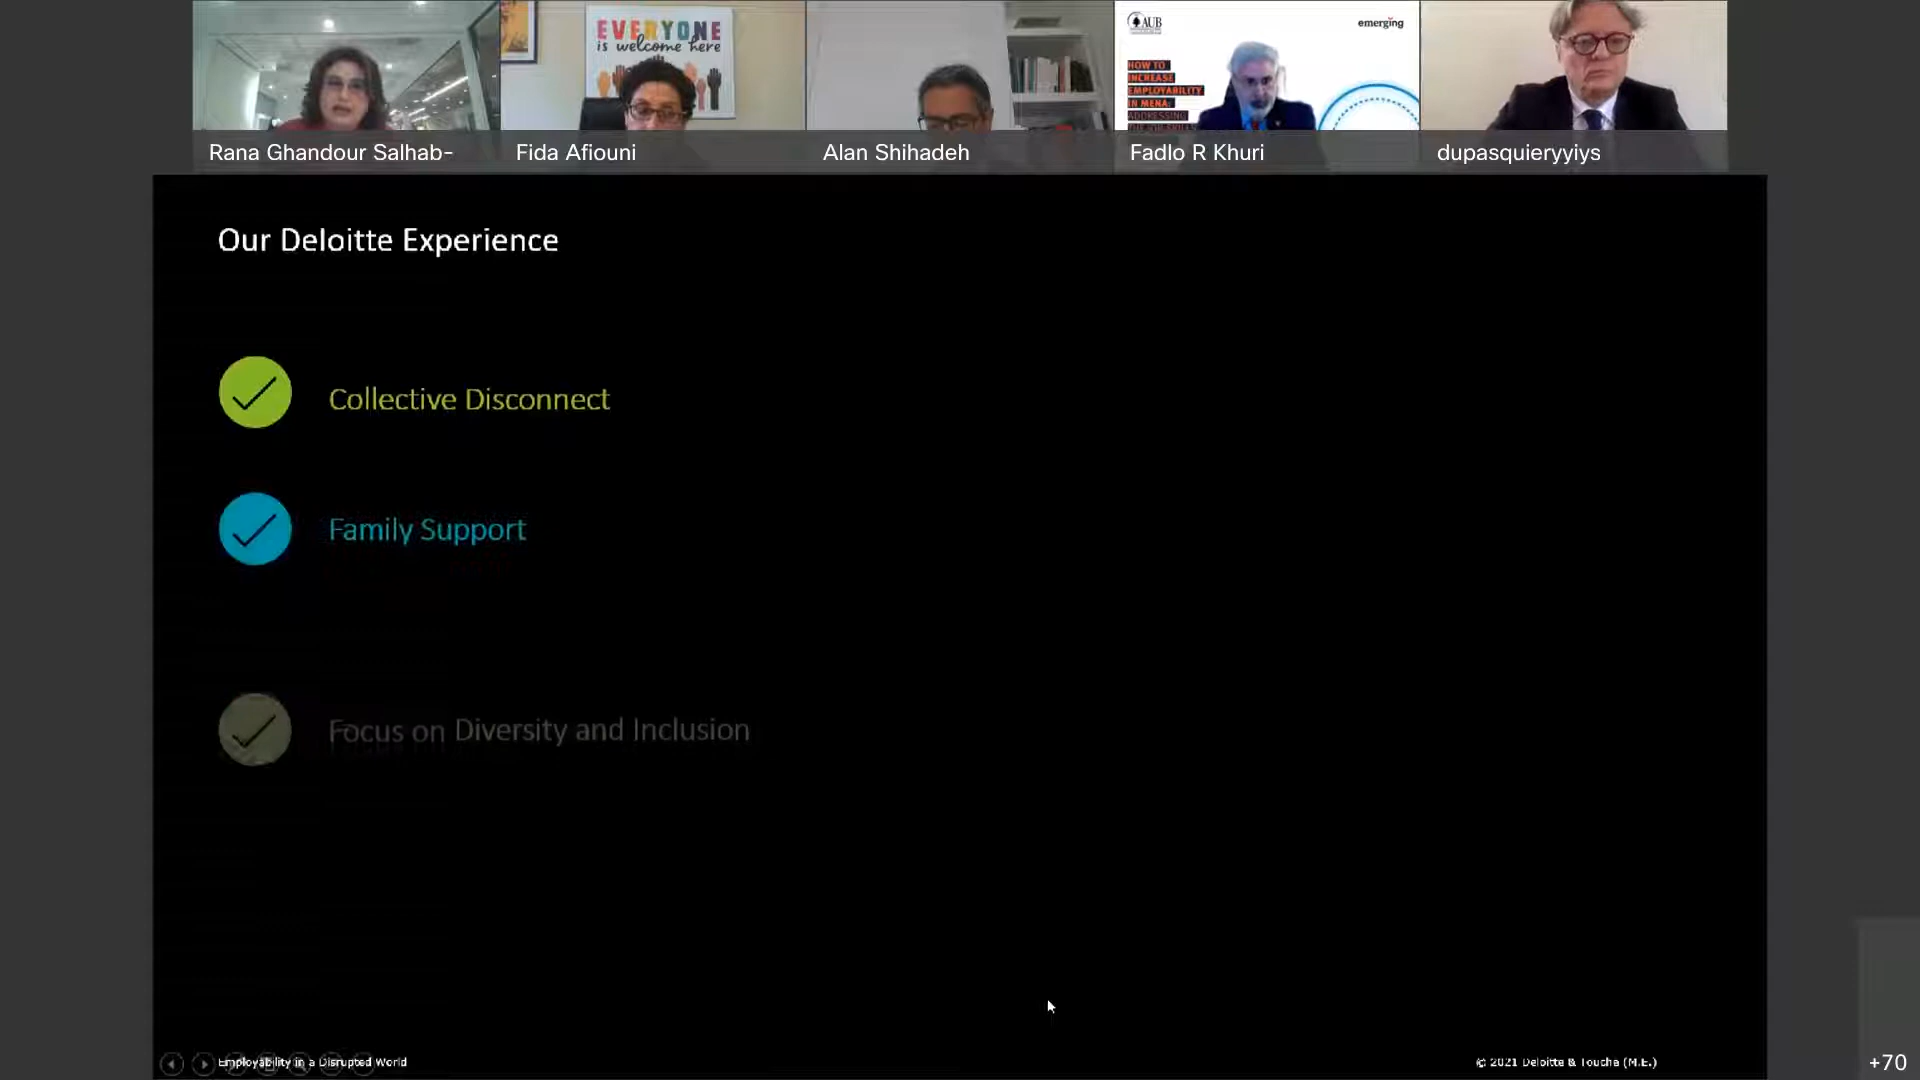 EVERYONE
is welcome here
AUB
emerging
HOW TO
INCREASE
EMPLOYABILITY
IN MENA:
ADDRESSING
Rana Ghandour Salhab-
Fida Afiouni
Alan Shihadeh
Fadlo R Khuri
dupasquieryyiys
Our Deloitte Experience
Collective Disconnect
Family Support
Focus on Diversity and Inclusion
Employability in a Disrupted World
© 2021 Deloitte & Touche (M.E.)
+70